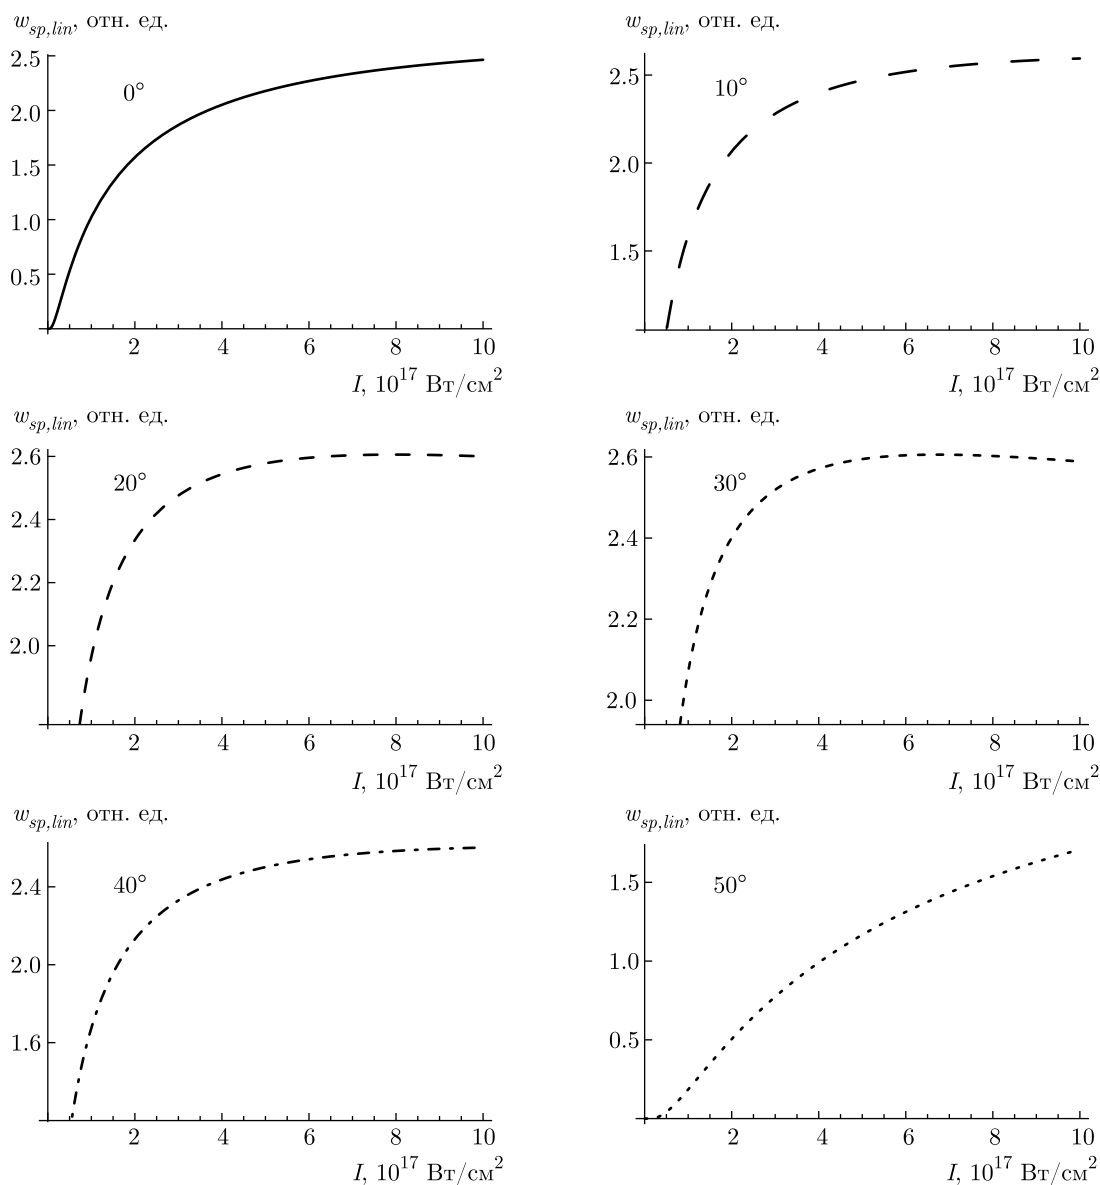 w_{sp,lin}, отн. ед.
2.5
2.0
1.5
1.0
0.5
0°
2 4 6 8 10
I, 10^{17} Вт/см^2
w_{sp,lin}, отн. ед.
2.5
2.0
1.5
10°
2 4 6 8 10
I, 10^{17} Вт/см^2
w_{sp,lin}, отн. ед.
2.6
2.4
2.2
2.0
20°
2 4 6 8 10
I, 10^{17} Вт/см^2
w_{sp,lin}, отн. ед.
2.6
2.4
2.2
2.0
30°
2 4 6 8 10
I, 10^{17} Вт/см^2
w_{sp,lin}, отн. ед.
2.4
2.0
1.6
40°
2 4 6 8 10
I, 10^{17} Вт/см^2
w_{sp,lin}, отн. ед.
1.5
1.0
0.5
50°
2 4 6 8 10
I, 10^{17} Вт/см^2